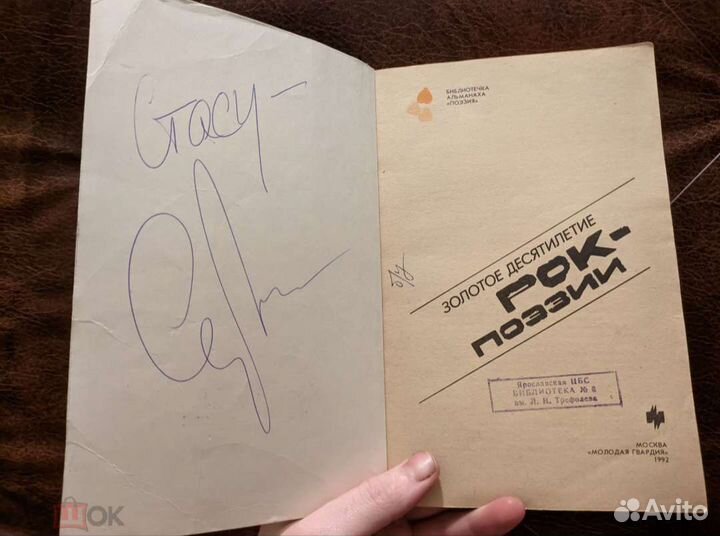 Стасу –
БИБЛИОТЕЧКА
АЛЬМАНАХА
«ПОЭЗИЯ»
б/у
ЗОЛОТОЕ ДЕСЯТИЛЕТИЕ
РОК-
ПОЭЗИИ
Ярославская ЦБС
БИБЛИОТЕКА № 8
им. Л. Н. Трефолева
МОСКВА
«МОЛОДАЯ ГВАРДИЯ»
1992
ШОК
Avito